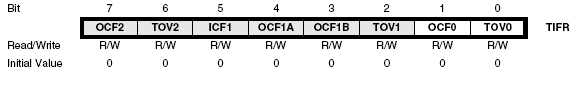 Bit 7 6 5 4 3 2 1 0
OCF2 TOV2 ICF1 OCF1A OCF1B TOV1 OCF0 TOV0 TIFR
Read/Write R/W R/W R/W R/W R/W R/W R/W R/W
Initial Value 0 0 0 0 0 0 0 0